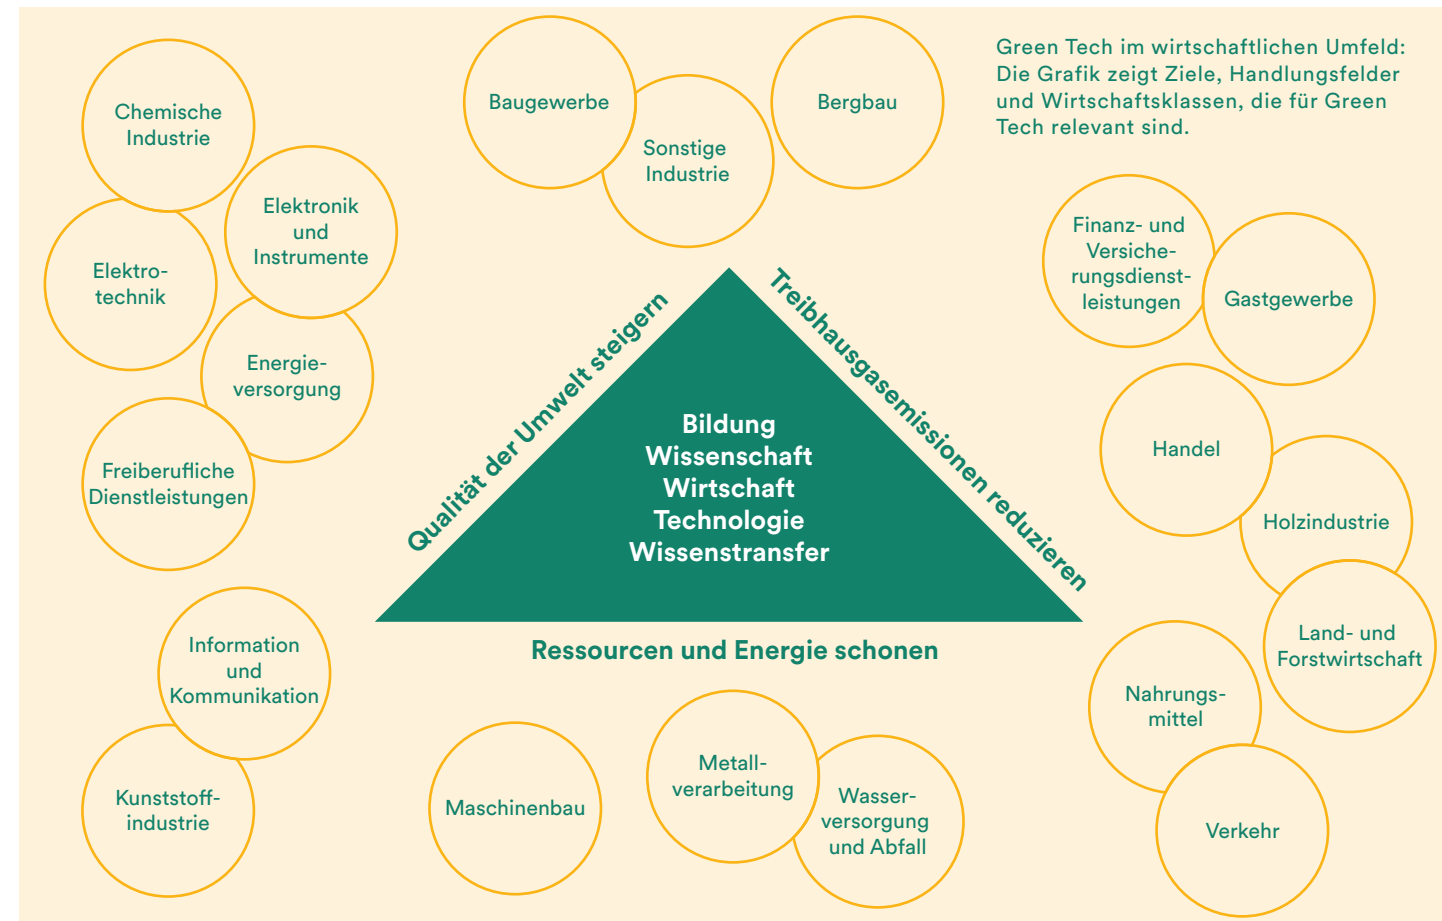 Green Tech im wirtschaftlichen Umfeld:
Die Grafik zeigt Ziele, Handlungsfelder
und Wirtschaftsklassen, die für Green
Tech relevant sind.
Chemische
Industrie
Elektronik
und
Instrumente
Elektro-
technik
Energie-
versorgung
Freiberufliche
Dienstleistungen
Information
und
Kommunikation
Kunststoff-
industrie
Baugewerbe
Sonstige
Industrie
Bergbau
Qualität der Umwelt steigern
Treibhausgasemissionen reduzieren
Bildung
Wissenschaft
Wirtschaft
Technologie
Wissenstransfer
Ressourcen und Energie schonen
Maschinenbau
Metall-
verarbeitung
Wasser-
versorgung
und Abfall
Finanz- und
Versiche-
rungsdienst-
leistungen
Gastgewerbe
Handel
Holzindustrie
Land- und
Forstwirtschaft
Nahrungs-
mittel
Verkehr